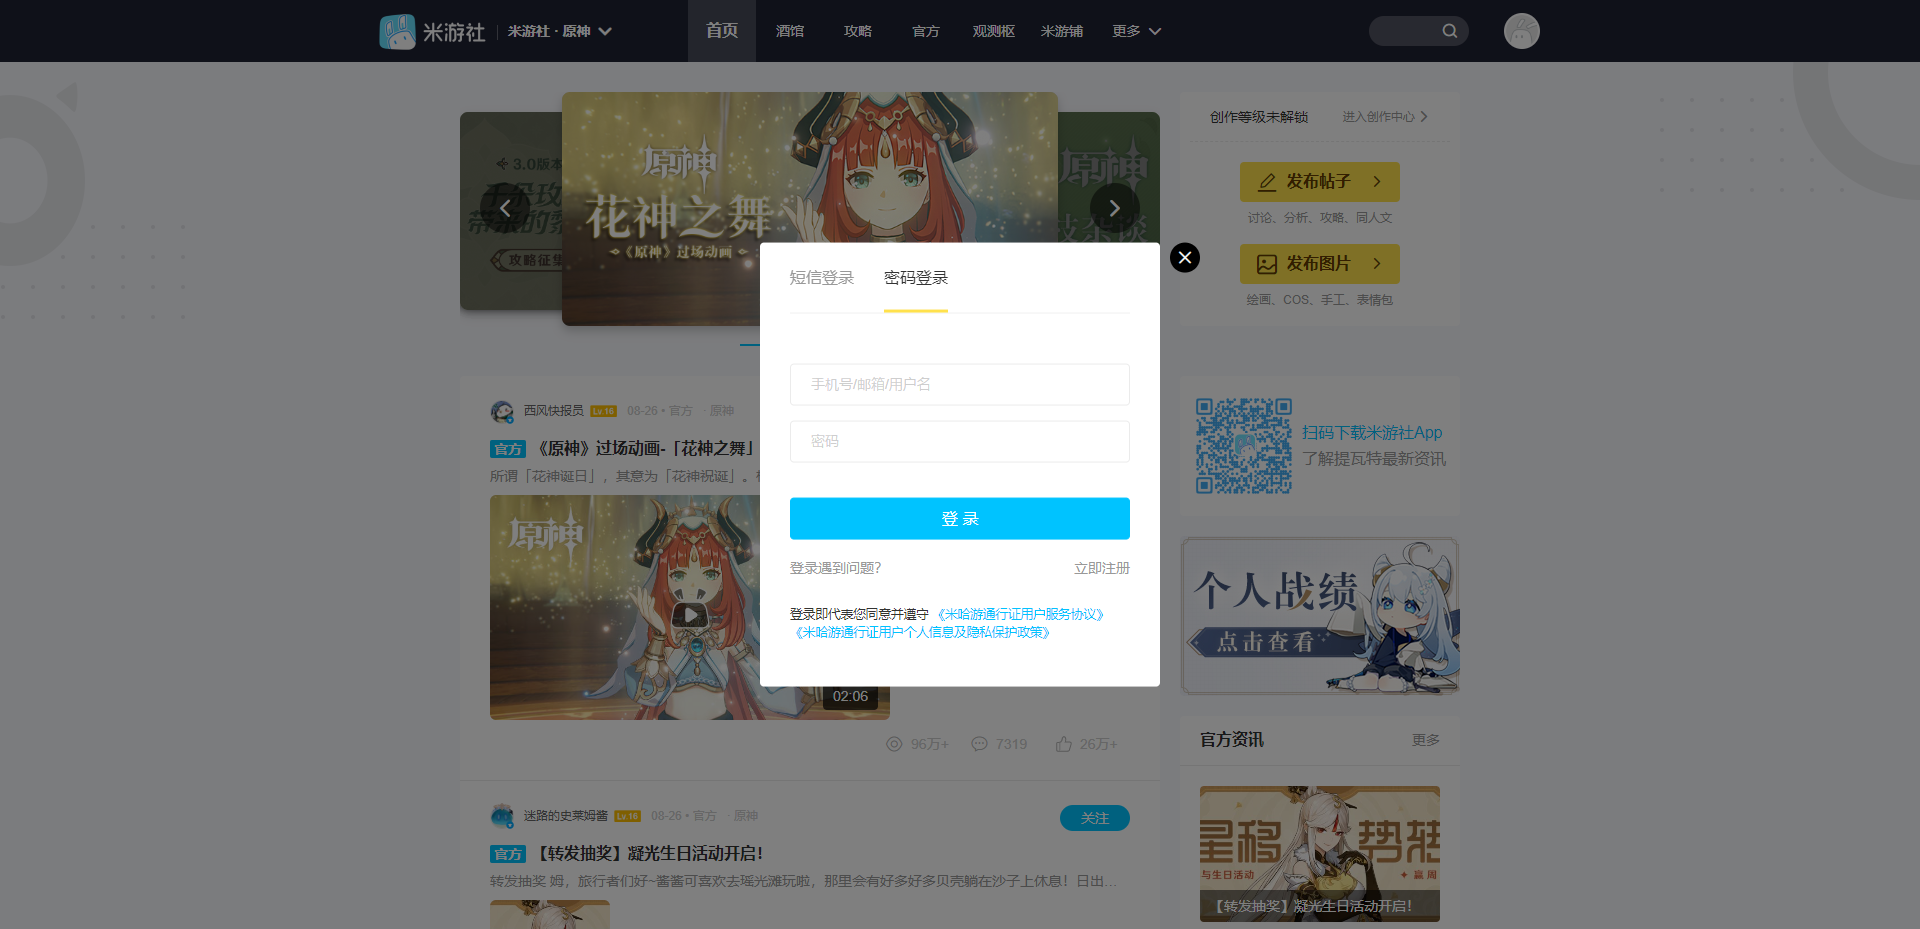 米游社
米游社 · 原神
首页
酒馆
攻略
官方
观测枢
米游铺
更多
3.0版本
攻略征集
原神
花神之舞
《原神》过场动画
原神
创作等级未解锁
进入创作中心
发布帖子
讨论、分析、攻略、同人文
发布图片
绘画、COS、手工、表情包
短信登录
密码登录
手机号/邮箱/用户名
密码
登录
登录遇到问题?
立即注册
登录即代表您同意并遵守 《米哈游通行证用户服务协议》
《米哈游通行证用户个人信息及隐私保护政策》
西风快报员 Lv.16 08-26 • 官方 · 原神
官方 《原神》过场动画-「花神之舞」
所谓「花神诞日」，其意为「花神祝诞」。
原神
02:06
96万+
7319
26万+
迷路的史莱姆酱 Lv.16 08-26 • 官方 · 原神
关注
官方 【转发抽奖】凝光生日活动开启！
转发抽奖 姆，旅行者们好~酱酱可喜欢去瑶光滩玩啦，那里会有好多好多贝壳躺在沙子上休息！日出...
扫码下载米游社App
了解提瓦特最新资讯
个人战绩
点击查看
官方资讯
更多
星移
势转
与生日活动
赢周
【转发抽奖】凝光生日活动开启！